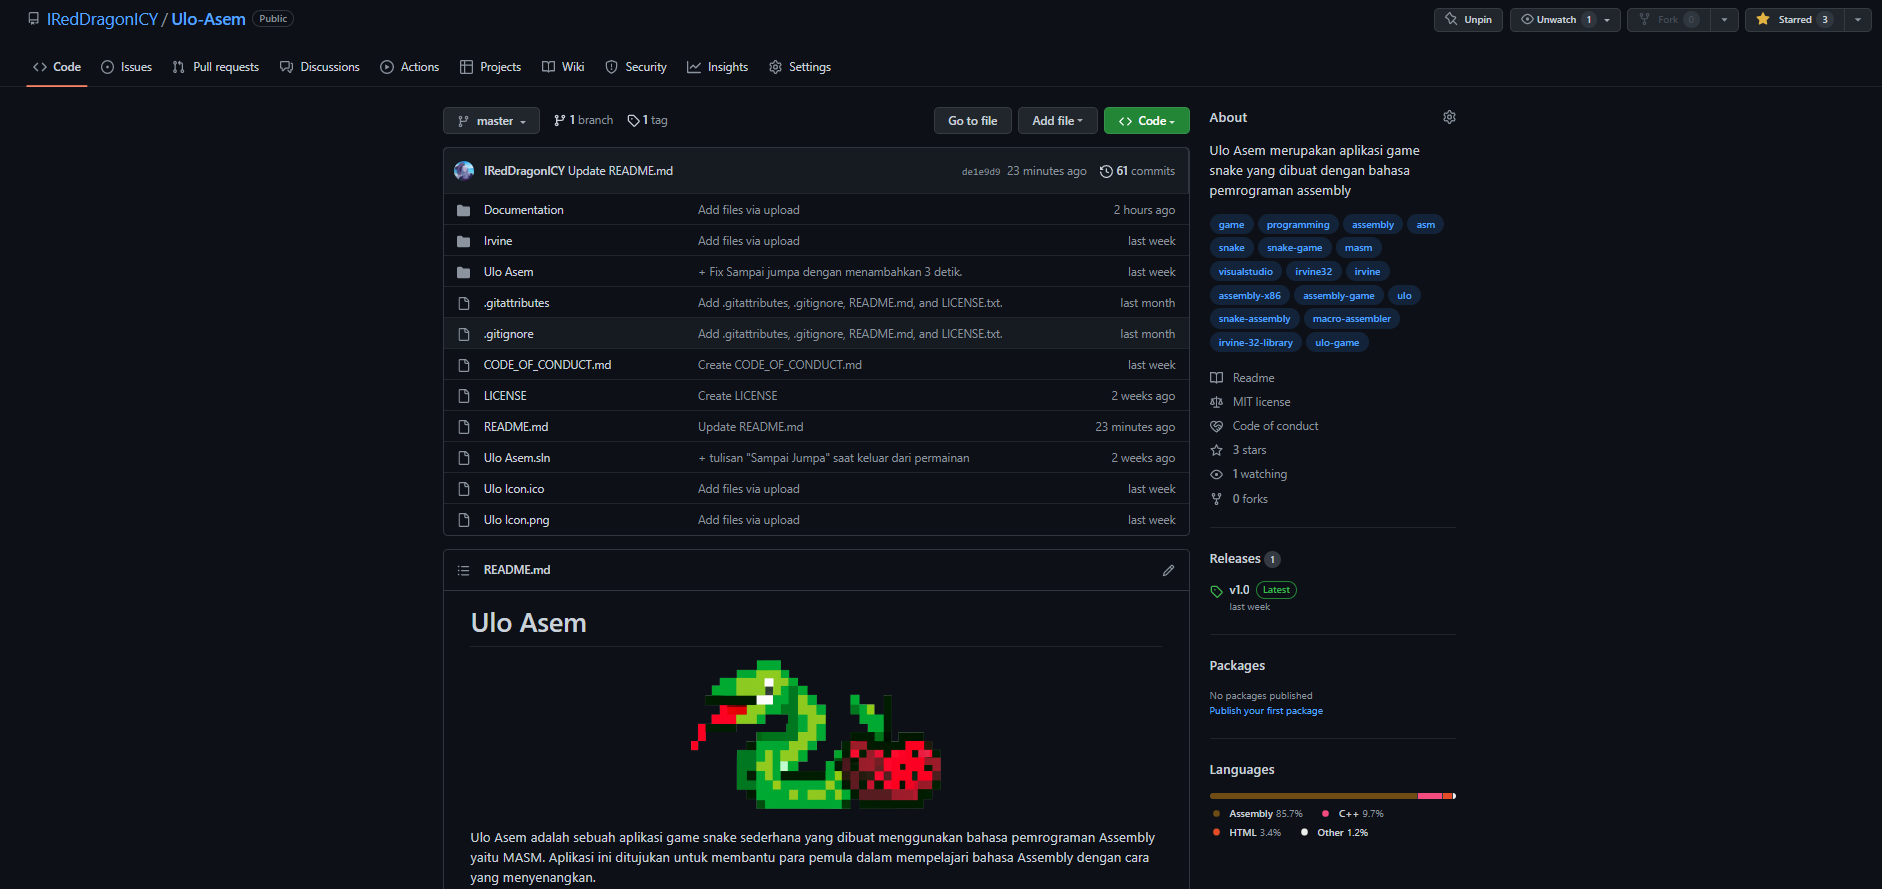 IRedDragonICY / Ulo-Asem Public
Unpin Unwatch 1 Fork 0 Starred 3
Code Issues Pull requests Discussions Actions Projects Wiki Security Insights Settings
master 1 branch 1 tag Go to file Add file Code
IRedDragonICY Update README.md de1e9d9 23 minutes ago 61 commits
Documentation Add files via upload 2 hours ago
Irvine Add files via upload last week
Ulo Asem + Fix Sampai jumpa dengan menambahkan 3 detik. last week
.gitattributes Add .gitattributes, .gitignore, README.md, and LICENSE.txt. last month
.gitignore Add .gitattributes, .gitignore, README.md, and LICENSE.txt. last month
CODE_OF_CONDUCT.md Create CODE_OF_CONDUCT.md last week
LICENSE Create LICENSE 2 weeks ago
README.md Update README.md 23 minutes ago
Ulo Asem.sln + tulisan "Sampai Jumpa" saat keluar dari permainan 2 weeks ago
Ulo Icon.ico Add files via upload last week
Ulo Icon.png Add files via upload last week
README.md
Ulo Asem
Ulo Asem adalah sebuah aplikasi game snake sederhana yang dibuat menggunakan bahasa pemrograman Assembly
yaitu MASM. Aplikasi ini ditujukan untuk membantu para pemula dalam mempelajari bahasa Assembly dengan cara
yang menyenangkan.
About
Ulo Asem merupakan aplikasi game
snake yang dibuat dengan bahasa
pemrograman assembly
game programming assembly asm
snake snake-game masm
visualstudio irvine32 irvine
assembly-x86 assembly-game ulo
snake-assembly macro-assembler
irvine-32-library ulo-game
Readme
MIT license
Code of conduct
3 stars
1 watching
0 forks
Releases 1
v1.0 Latest
last week
Packages
No packages published
Publish your first package
Languages
Assembly 85.7% C++ 9.7%
HTML 3.4% Other 1.2%